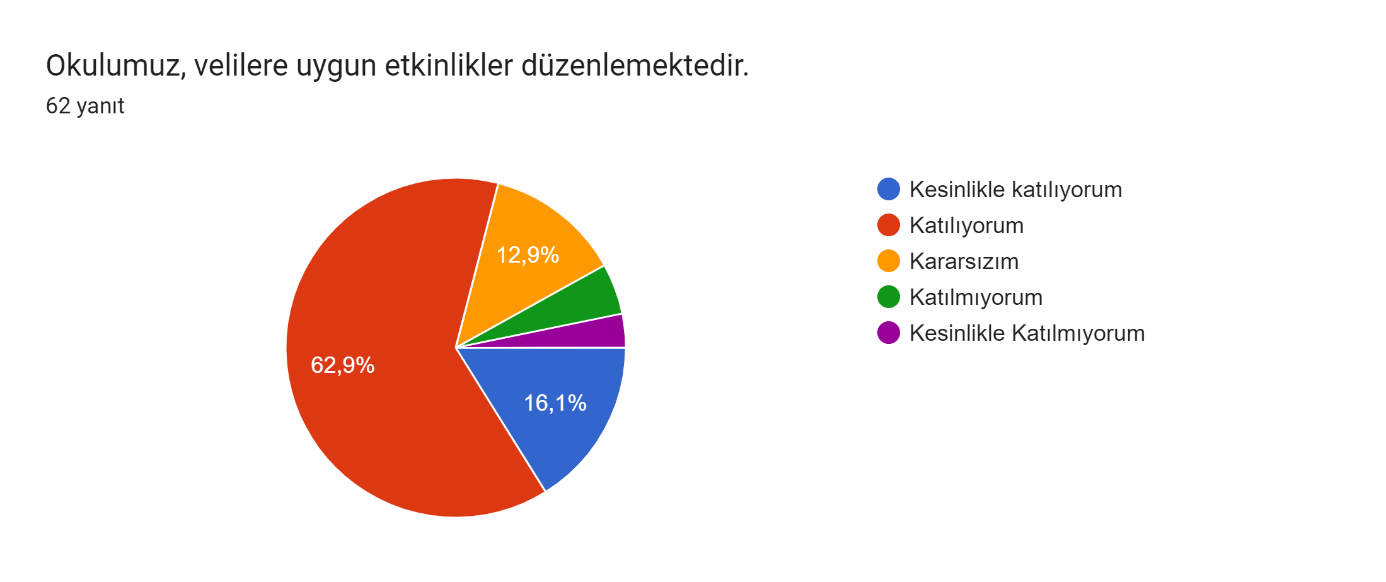 Okulumuz, velilere uygun etkinlikler düzenlemektedir.
62 yanıt
12,9%
62,9%
16,1%
Kesinlikle katılıyorum
Katılıyorum
Kararsızım
Katılmıyorum
Kesinlikle Katılmıyorum